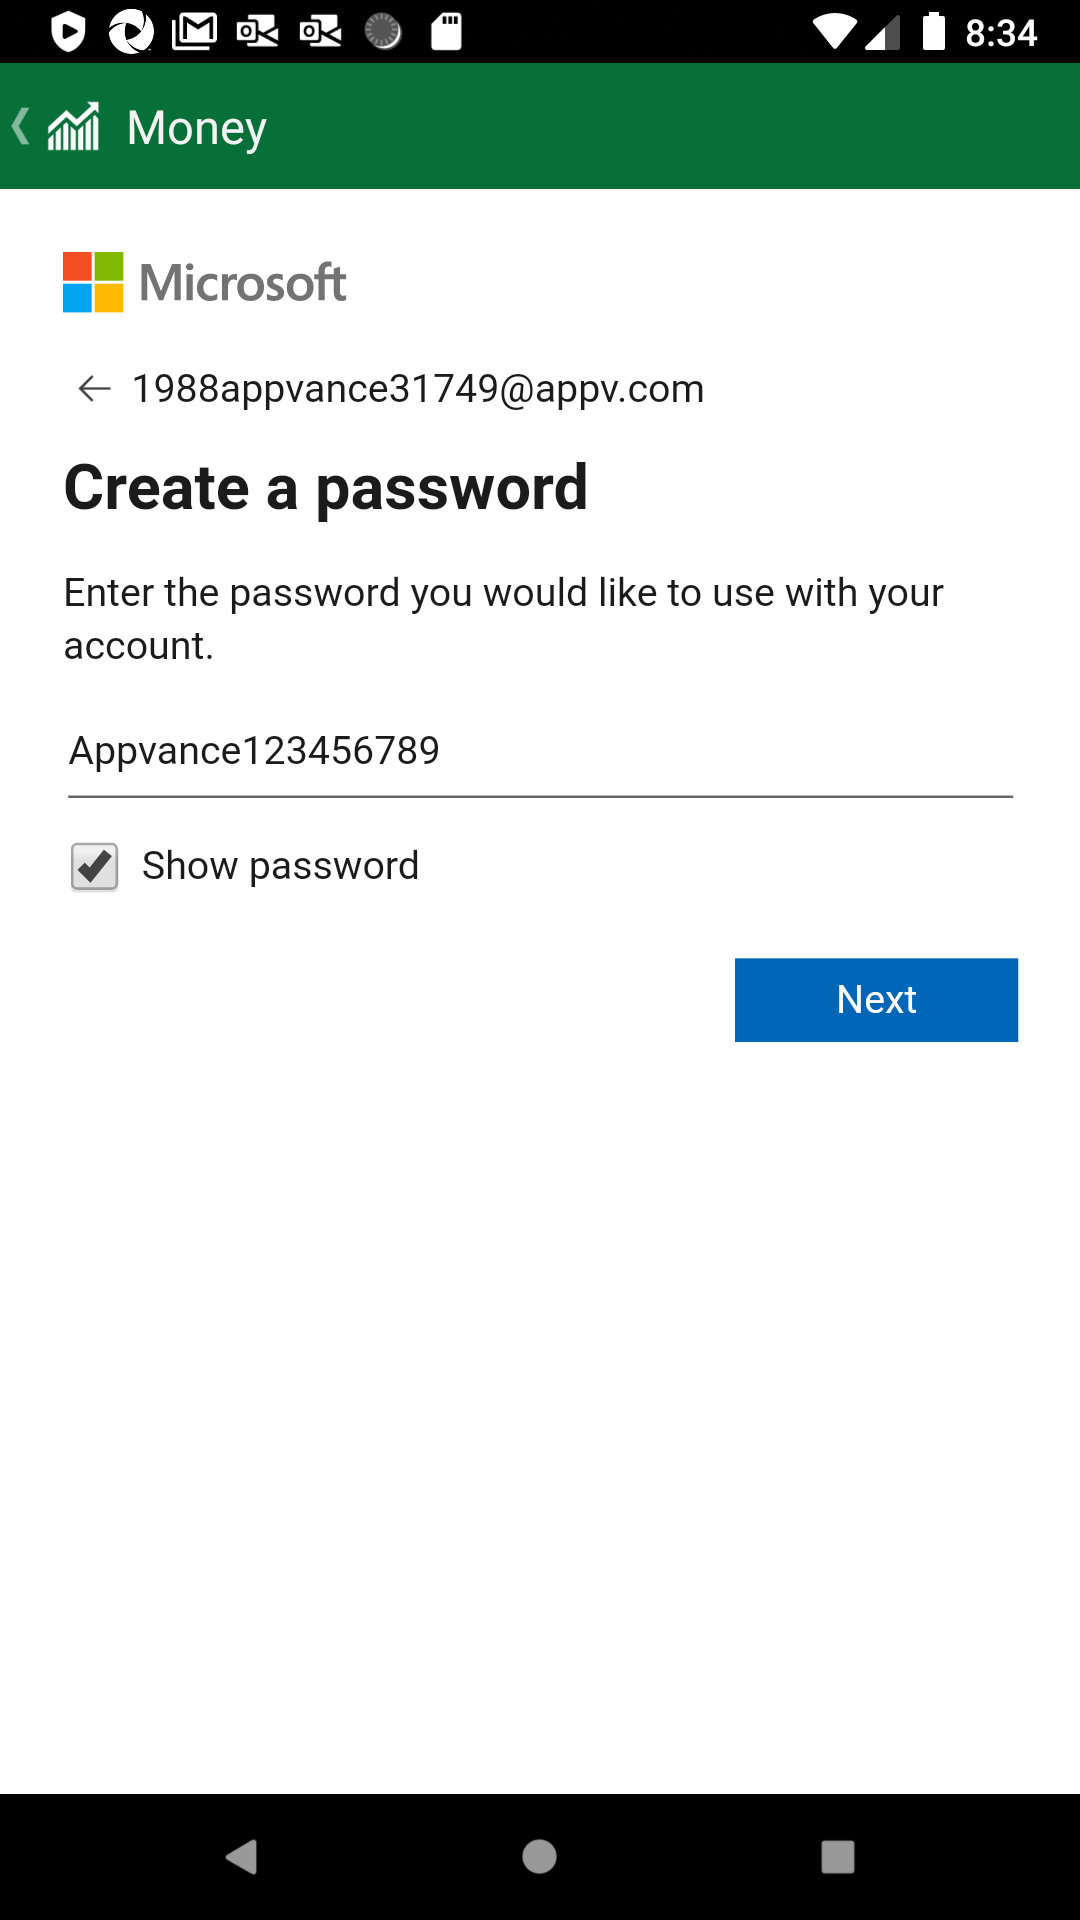 8:34
Money
Microsoft
1988appvance31749@appv.com
Create a password
Enter the password you would like to use with your
account.
Appvance123456789
Show password
Next